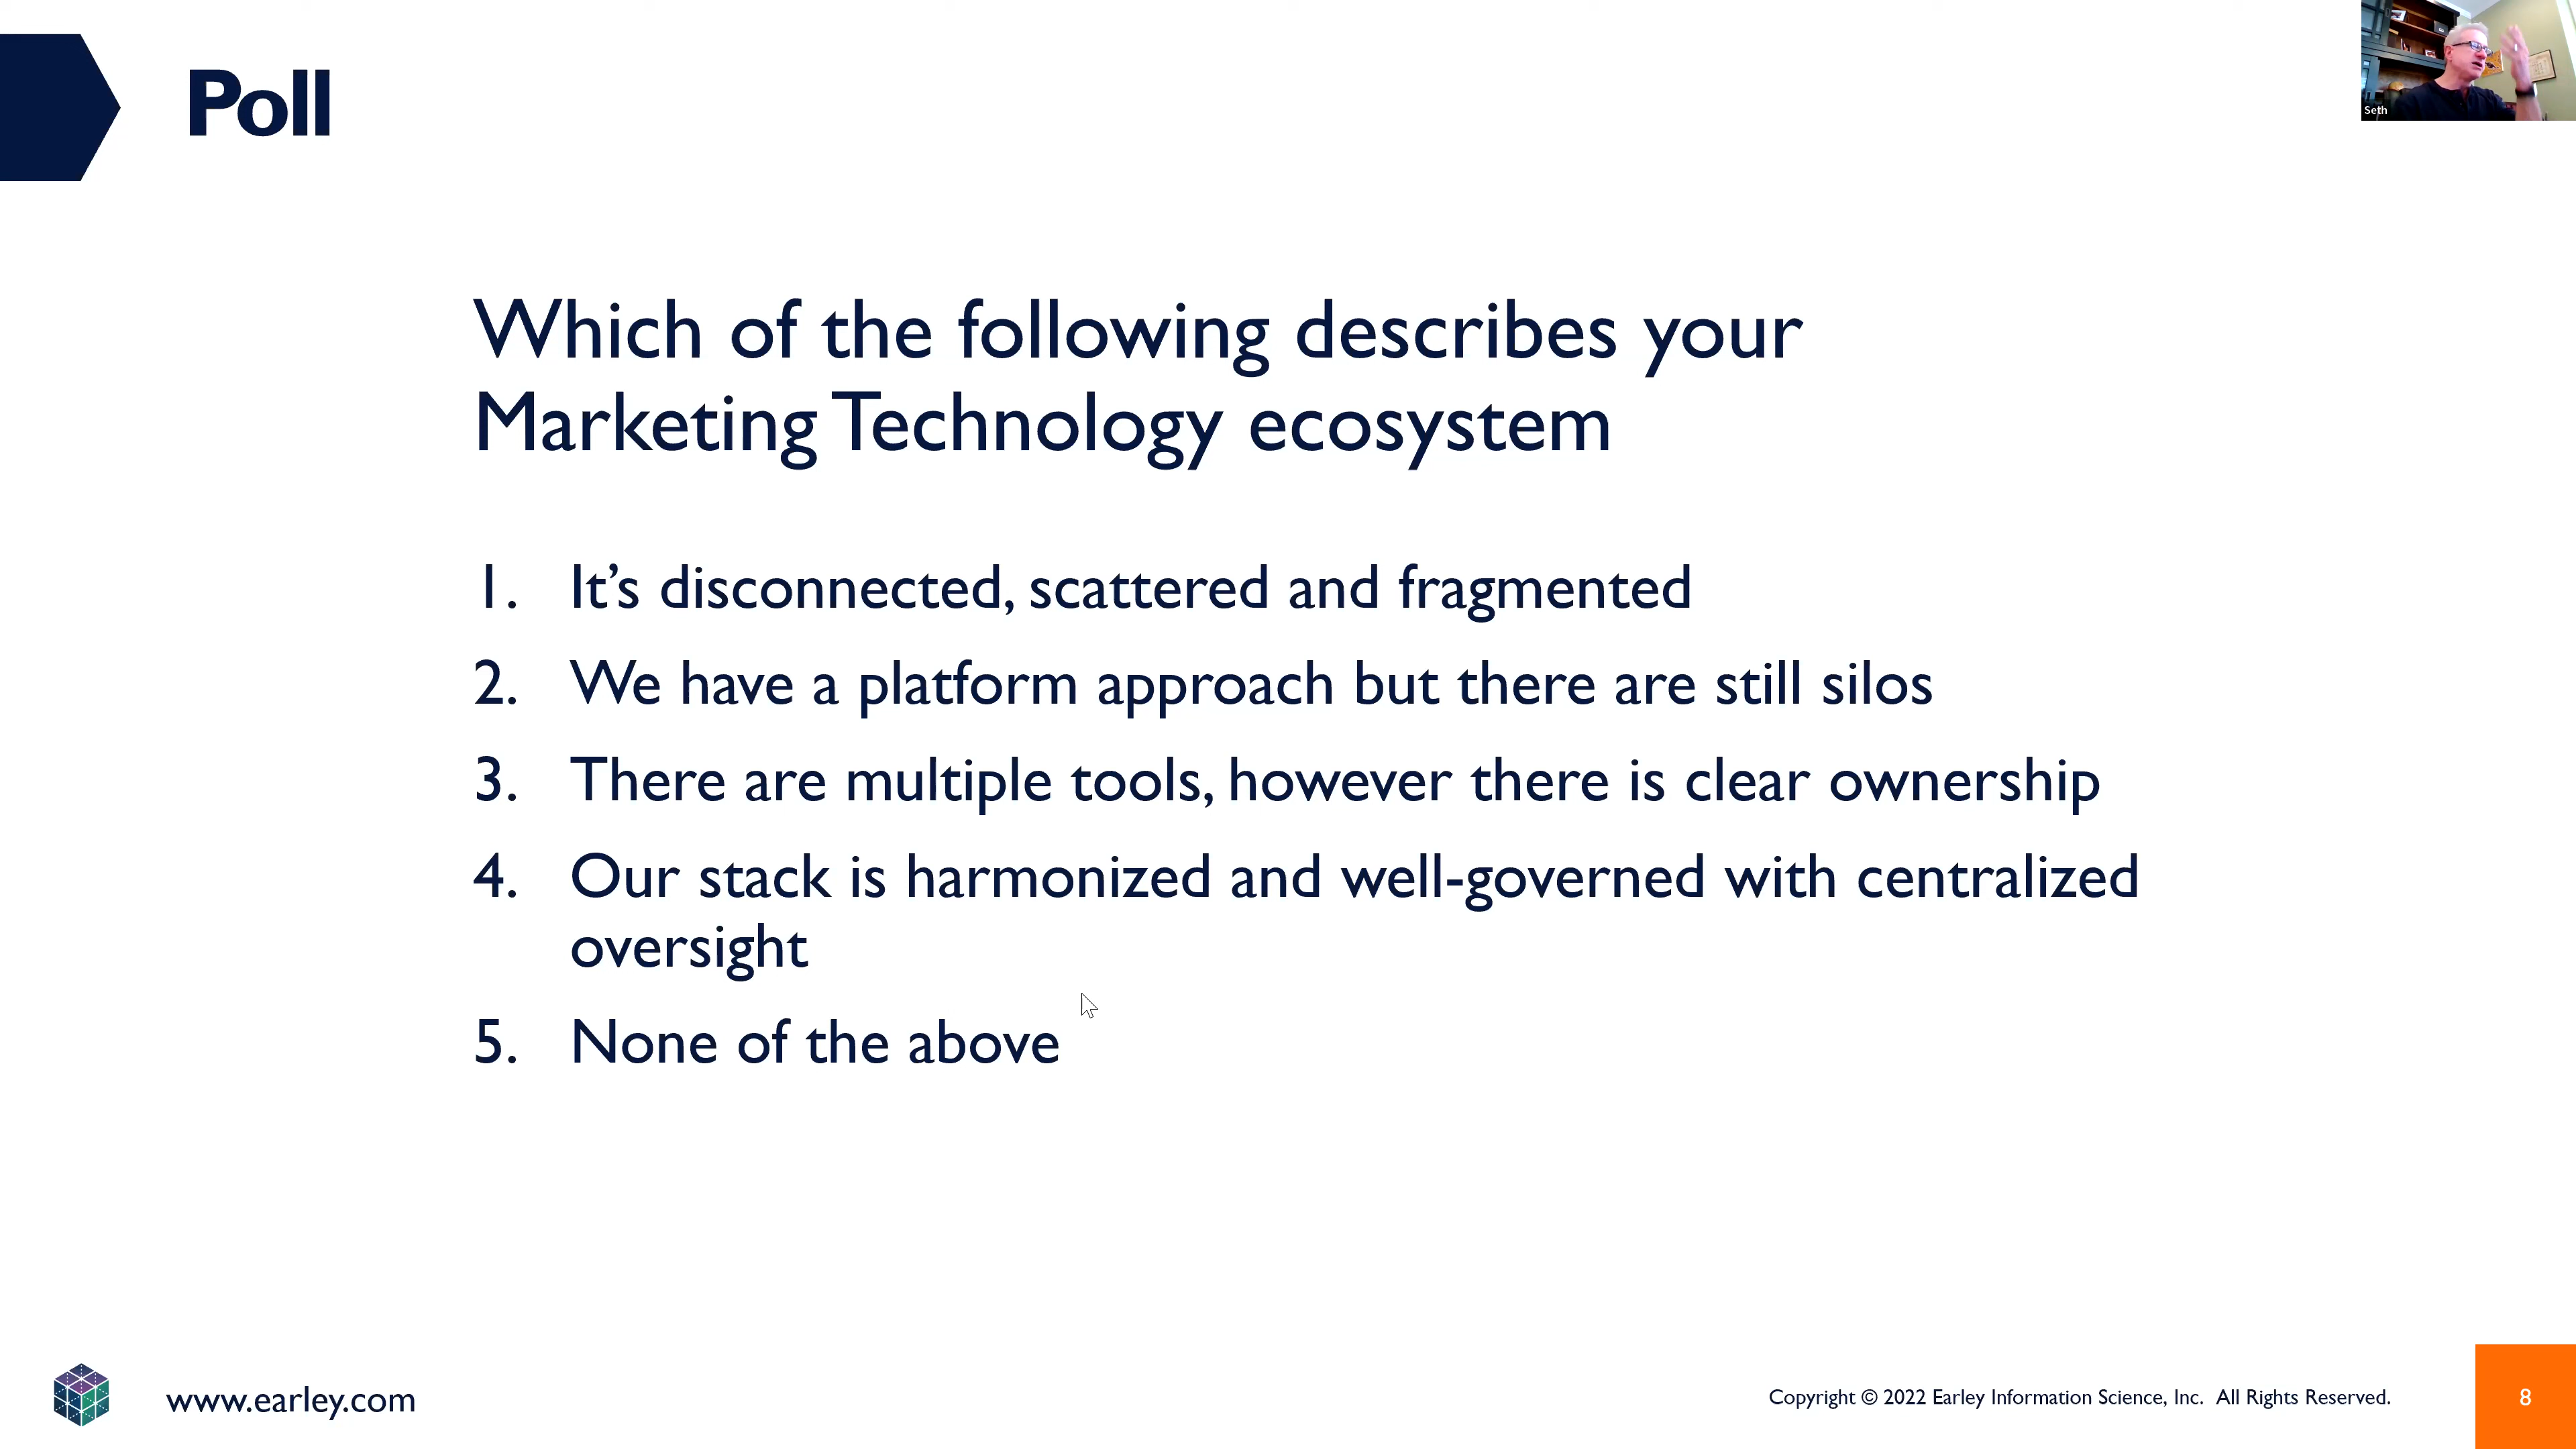 Poll
Seth
Which of the following describes your
Marketing Technology ecosystem
1. It’s disconnected, scattered and fragmented
2. We have a platform approach but there are still silos
3. There are multiple tools, however there is clear ownership
4. Our stack is harmonized and well-governed with centralized
oversight
5. None of the above
www.earley.com
Copyright © 2022 Earley Information Science, Inc. All Rights Reserved.
8